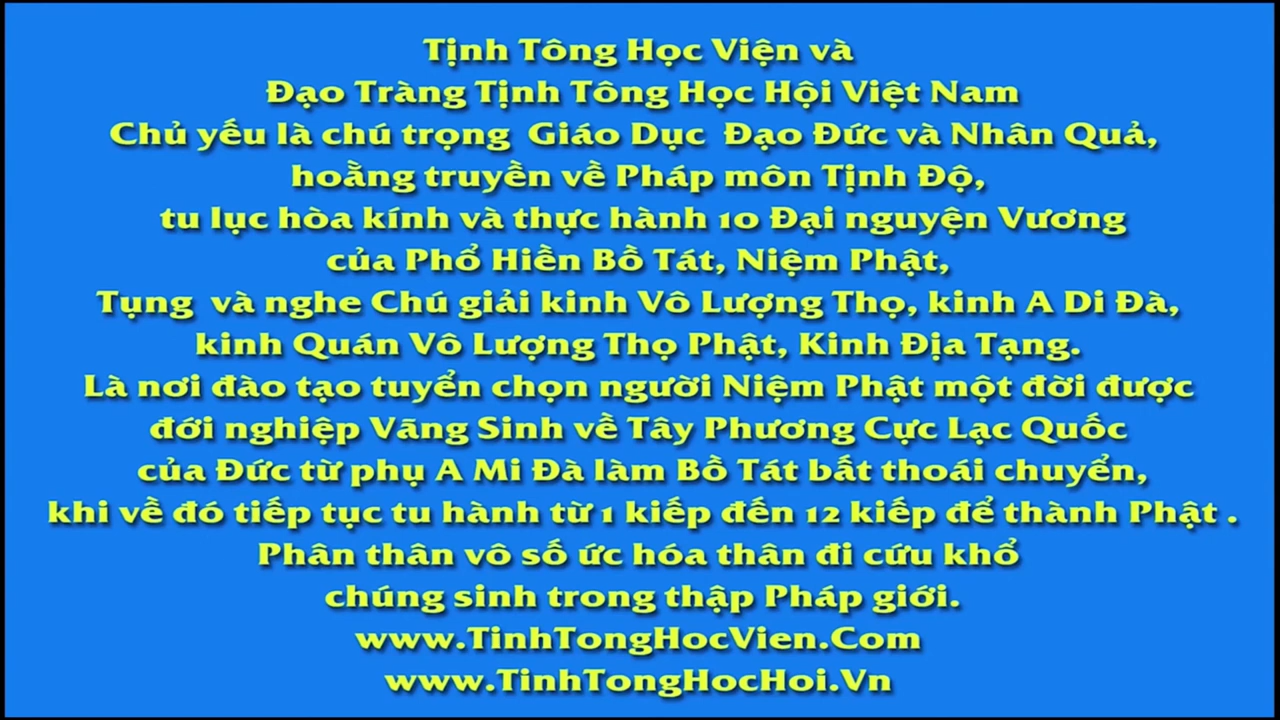 Tịnh Tông Học Viện và
Đạo Tràng Tịnh Tông Học Hội Việt Nam
Chủ yếu là chú trọng Giáo Dục Đạo Đức và Nhân Quả,
hoằng truyền về Pháp môn Tịnh Độ,
tu lục hòa kính và thực hành 10 Đại nguyện Vương
của Phổ Hiền Bồ Tát, Niệm Phật,
Tụng và nghe Chú giải kinh Vô Lượng Thọ, kinh A Di Đà,
kinh Quán Vô Lượng Thọ Phật, Kinh Địa Tạng.
Là nơi đào tạo tuyển chọn người Niệm Phật một đời được
đới nghiệp Vãng Sinh về Tây Phương Cực Lạc Quốc
của Đức từ phụ A Mi Đà làm Bồ Tát bất thoái chuyển,
khi về đó tiếp tục tu hành từ 1 kiếp đến 12 kiếp để thành Phật .
Phân thân vô số ức hóa thân đi cứu khổ
chúng sinh trong thập Pháp giới.
www.TinhTongHocVien.Com
www.TinhTongHocHoi.Vn